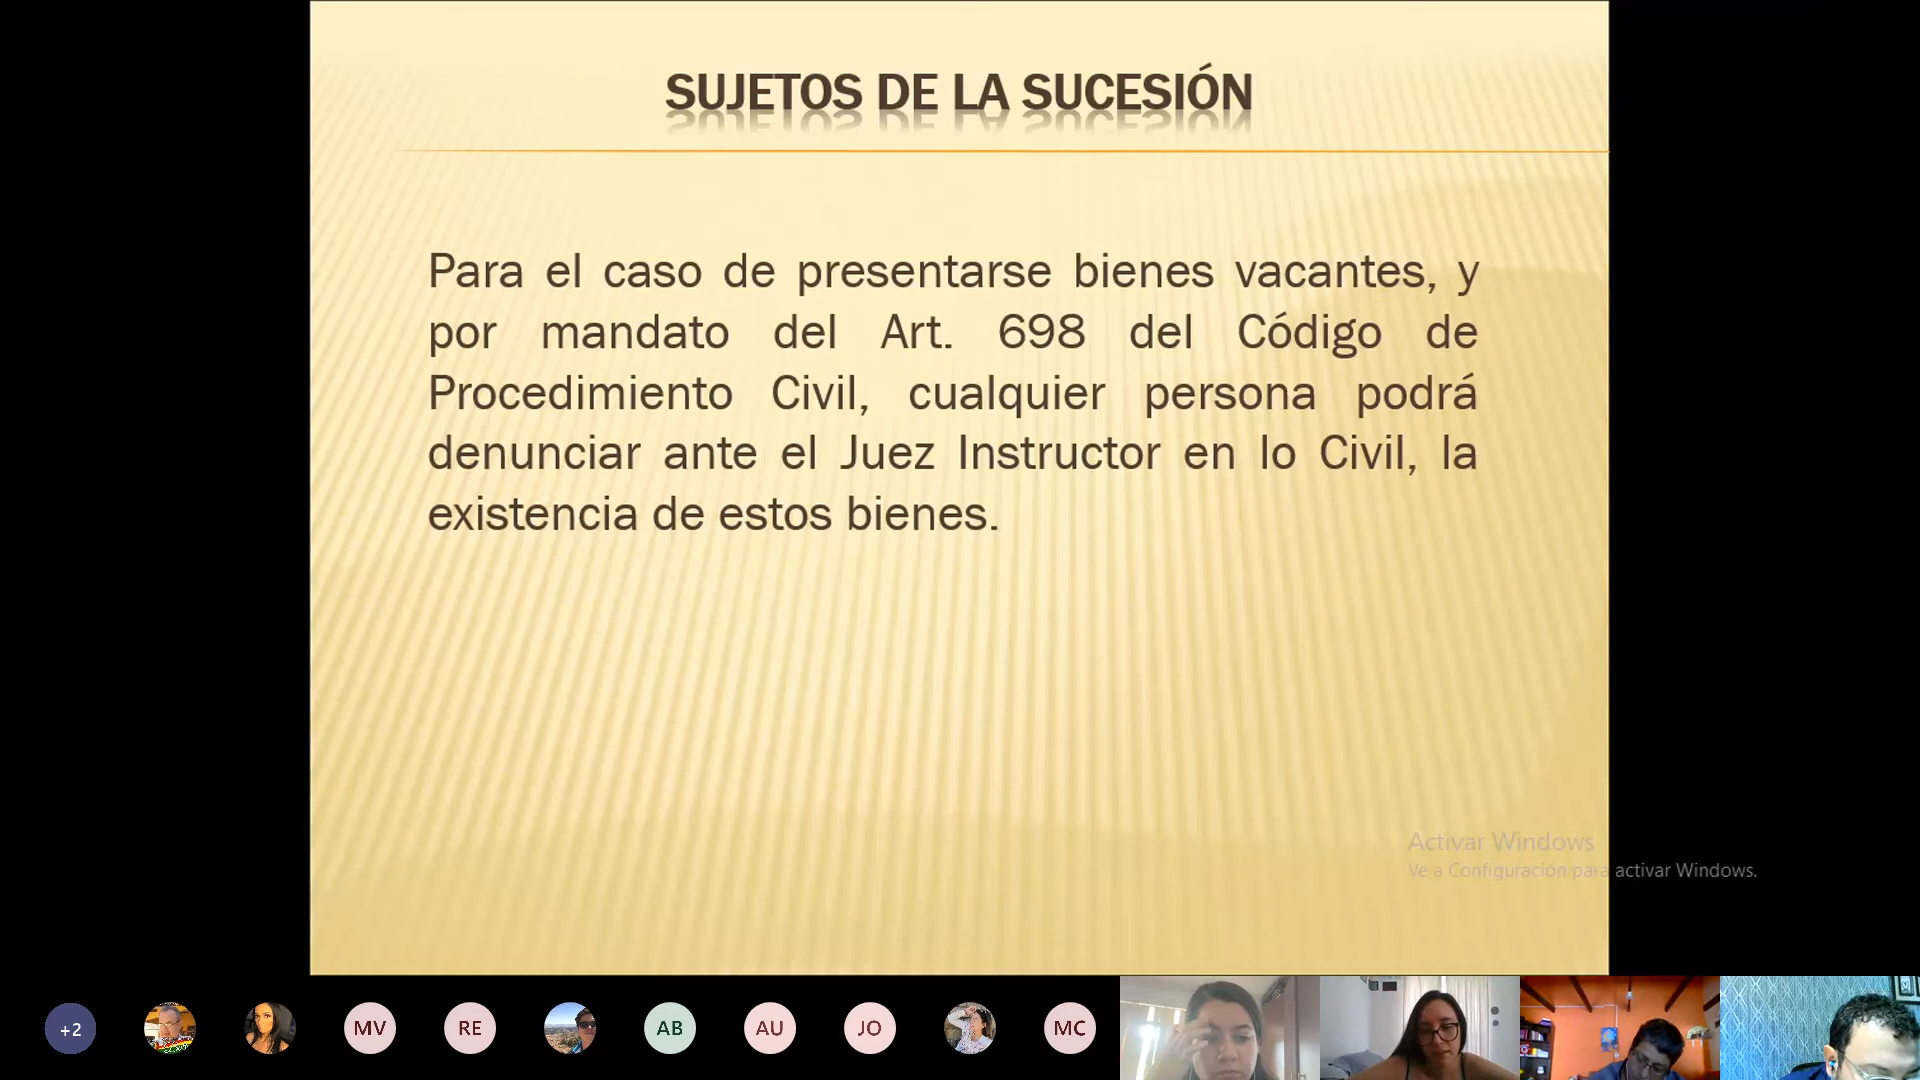 SUJETOS DE LA SUCESIÓN
Para el caso de presentarse bienes vacantes, y
por mandato del Art. 698 del Código de
Procedimiento Civil, cualquier persona podrá
denunciar ante el Juez Instructor en lo Civil, la
existencia de estos bienes.
Activar Windows
Ve a Configuración para activar Windows.
+2
MV
RE
AB
AU
JO
MC